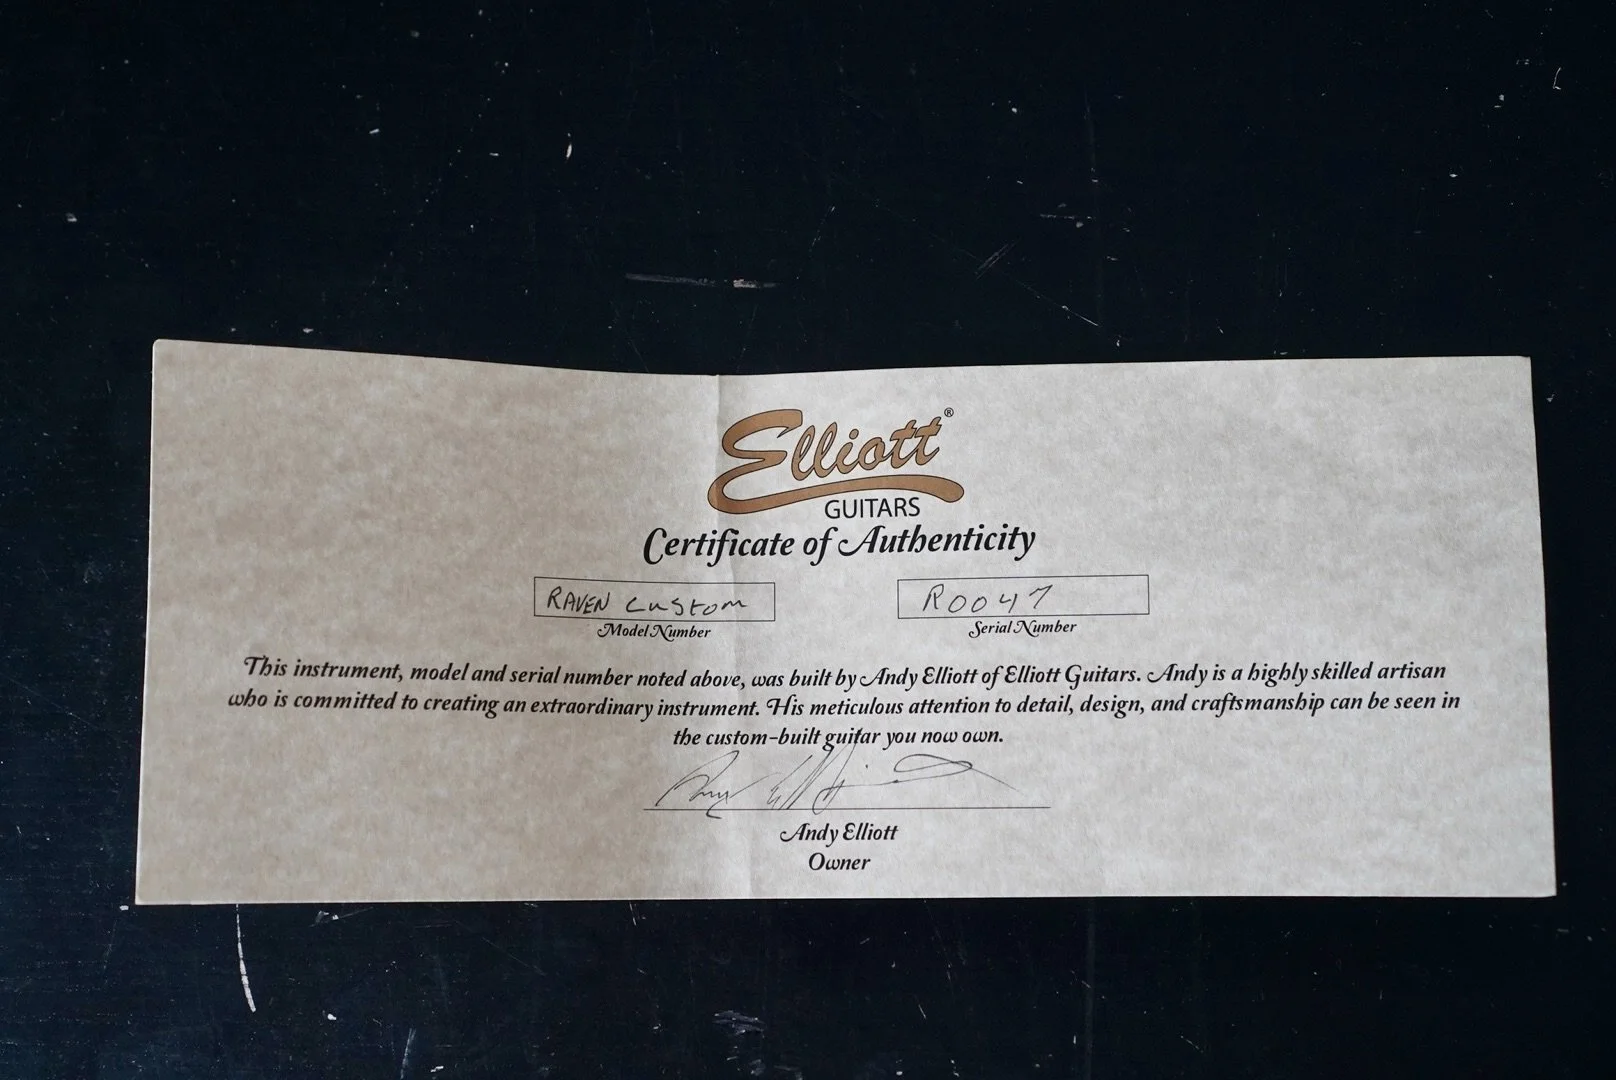 Elliott®
GUITARS
Certificate of Authenticity
RAVEN CUSTOM
R0047
Model Number
Serial Number
This instrument, model and serial number noted above, was built by Andy Elliott of Elliott Guitars. Andy is a highly skilled artisan
who is committed to creating an extraordinary instrument. His meticulous attention to detail, design, and craftsmanship can be seen in
the custom-built guitar you now own.
Andy Elliott
Andy Elliott
Owner